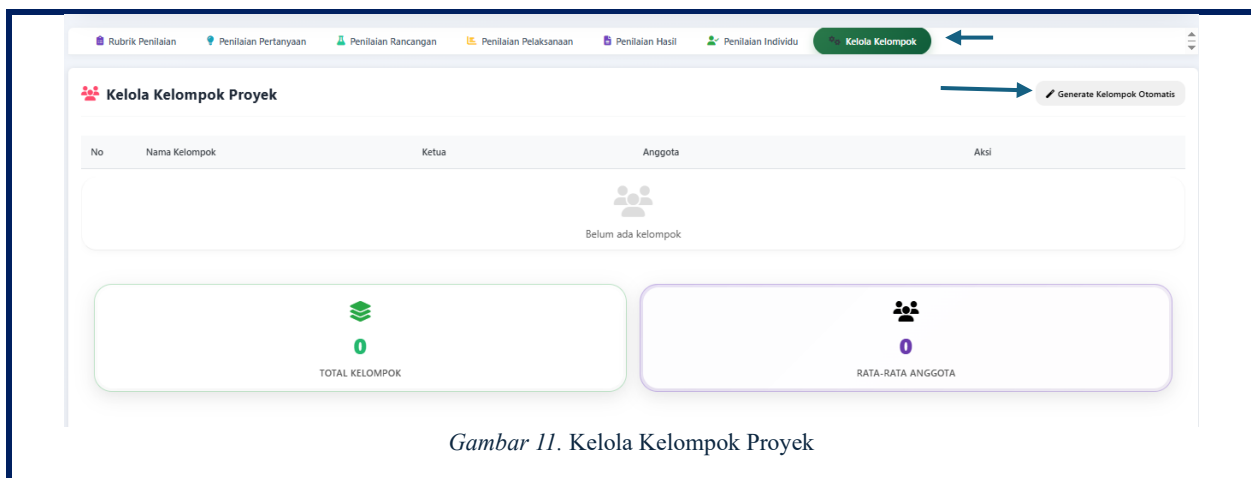 Rubrik Penilaian Penilaian Pertanyaan Penilaian Rancangan Penilaian Pelaksanaan Penilaian Hasil Penilaian Individu Kelola Kelompok
Kelola Kelompok Proyek Generate Kelompok Otomatis
No Nama Kelompok Ketua Anggota Aksi
Belum ada kelompok
0 0
TOTAL KELOMPOK RATA-RATA ANGGOTA
Gambar 11. Kelola Kelompok Proyek